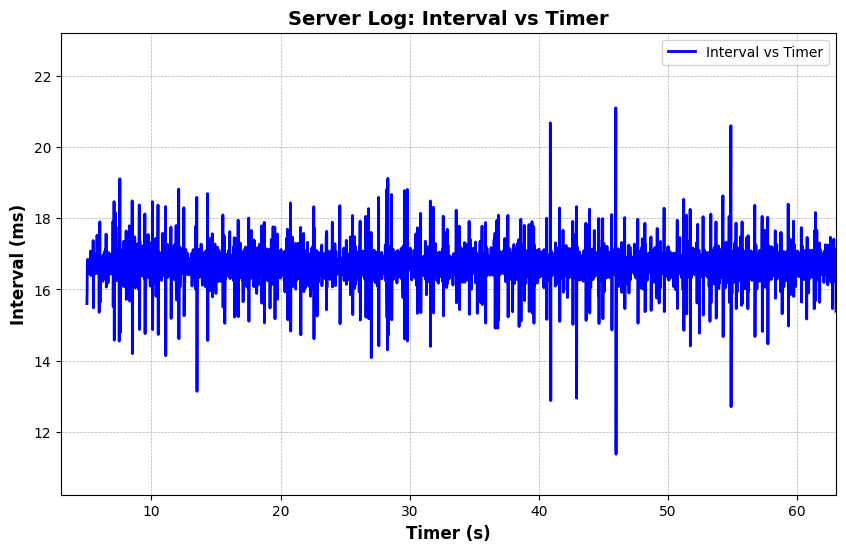 Server Log: Interval vs Timer
Interval vs Timer
22
20
18
16
14
12
Interval (ms)
10 20 30 40 50 60
Timer (s)